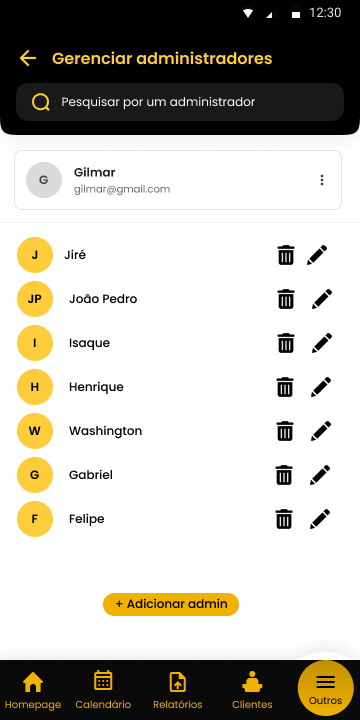 12:30
Gerenciar administradores
Pesquisar por um administrador
G
Gilmar
gilmar@gmail.com
J Jiré
JP João Pedro
I Isaque
H Henrique
W Washington
G Gabriel
F Felipe
+ Adicionar admin
Homepage Calendário Relatórios Clientes Outros